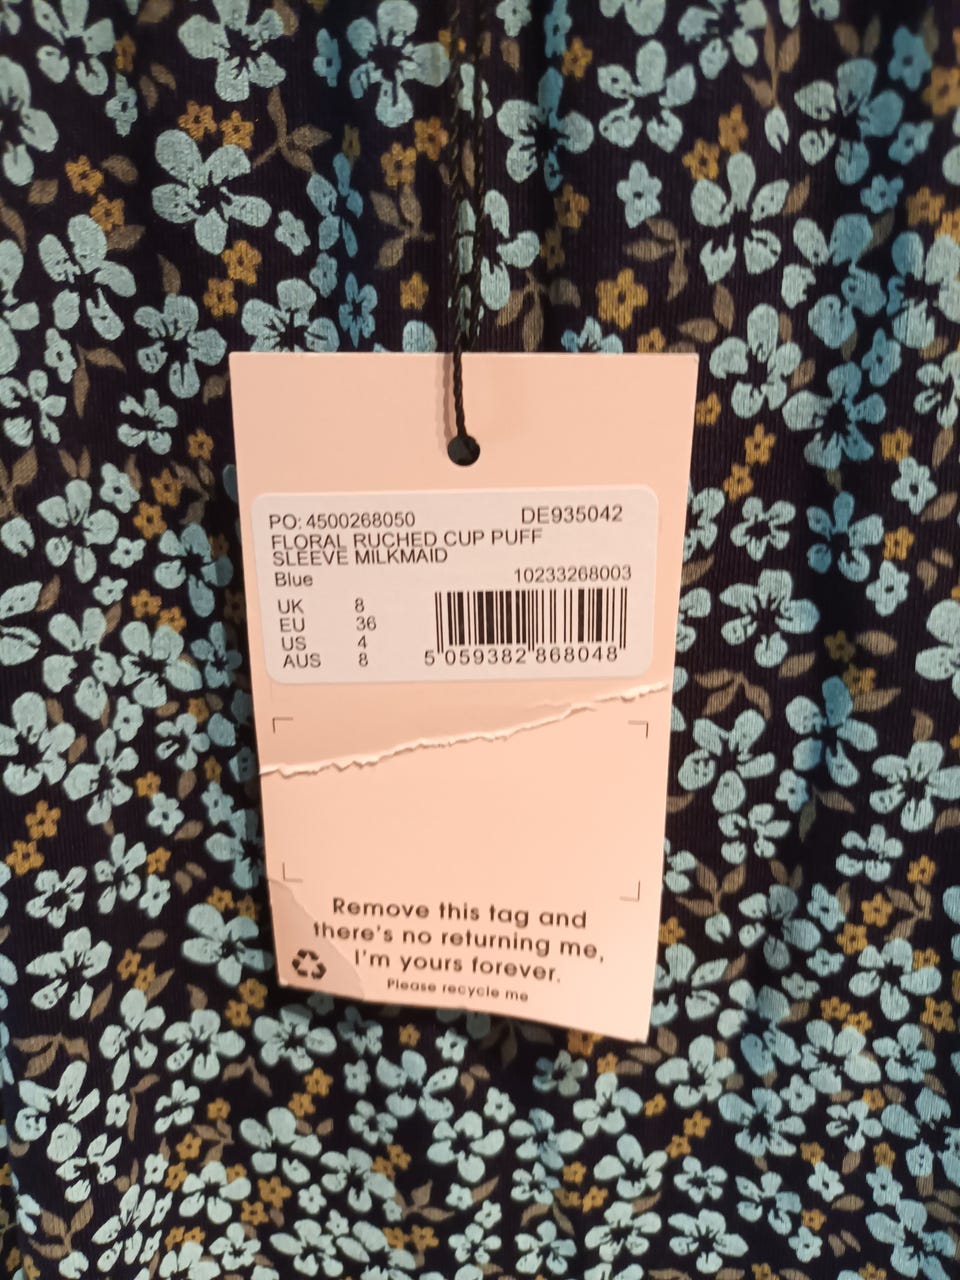 PO: 4500268050 DE935042
FLORAL RUCHED CUP PUFF
SLEEVE MILKMAID
Blue 10233268003
UK 8
EU 36
US 4
AUS 8
5 059382 868048
Remove this tag and
there's no returning me,
I'm yours forever.
Please recycle me